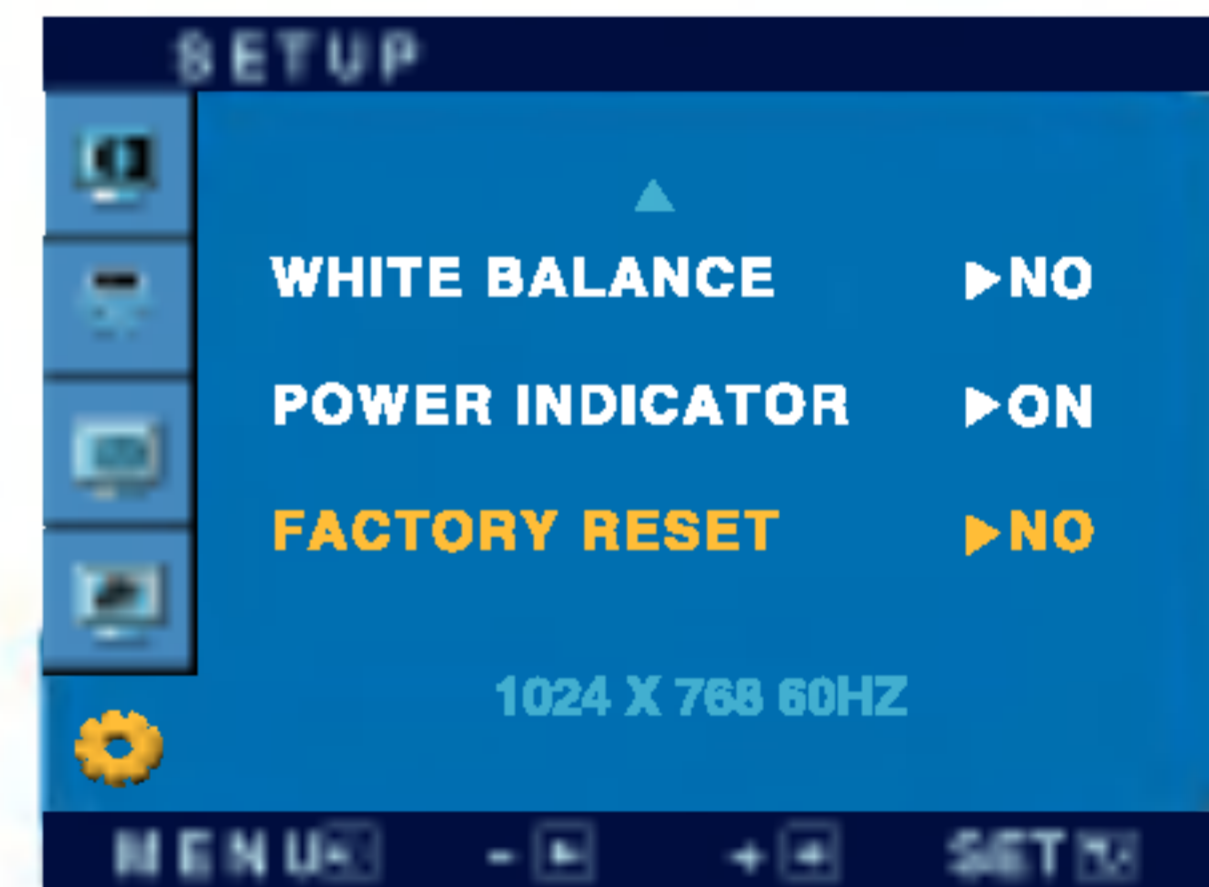 SETUP
WHITE BALANCE ▶NO
POWER INDICATOR ▶ON
FACTORY RESET ▶NO
1024 X 768 60HZ
MENU - + SET